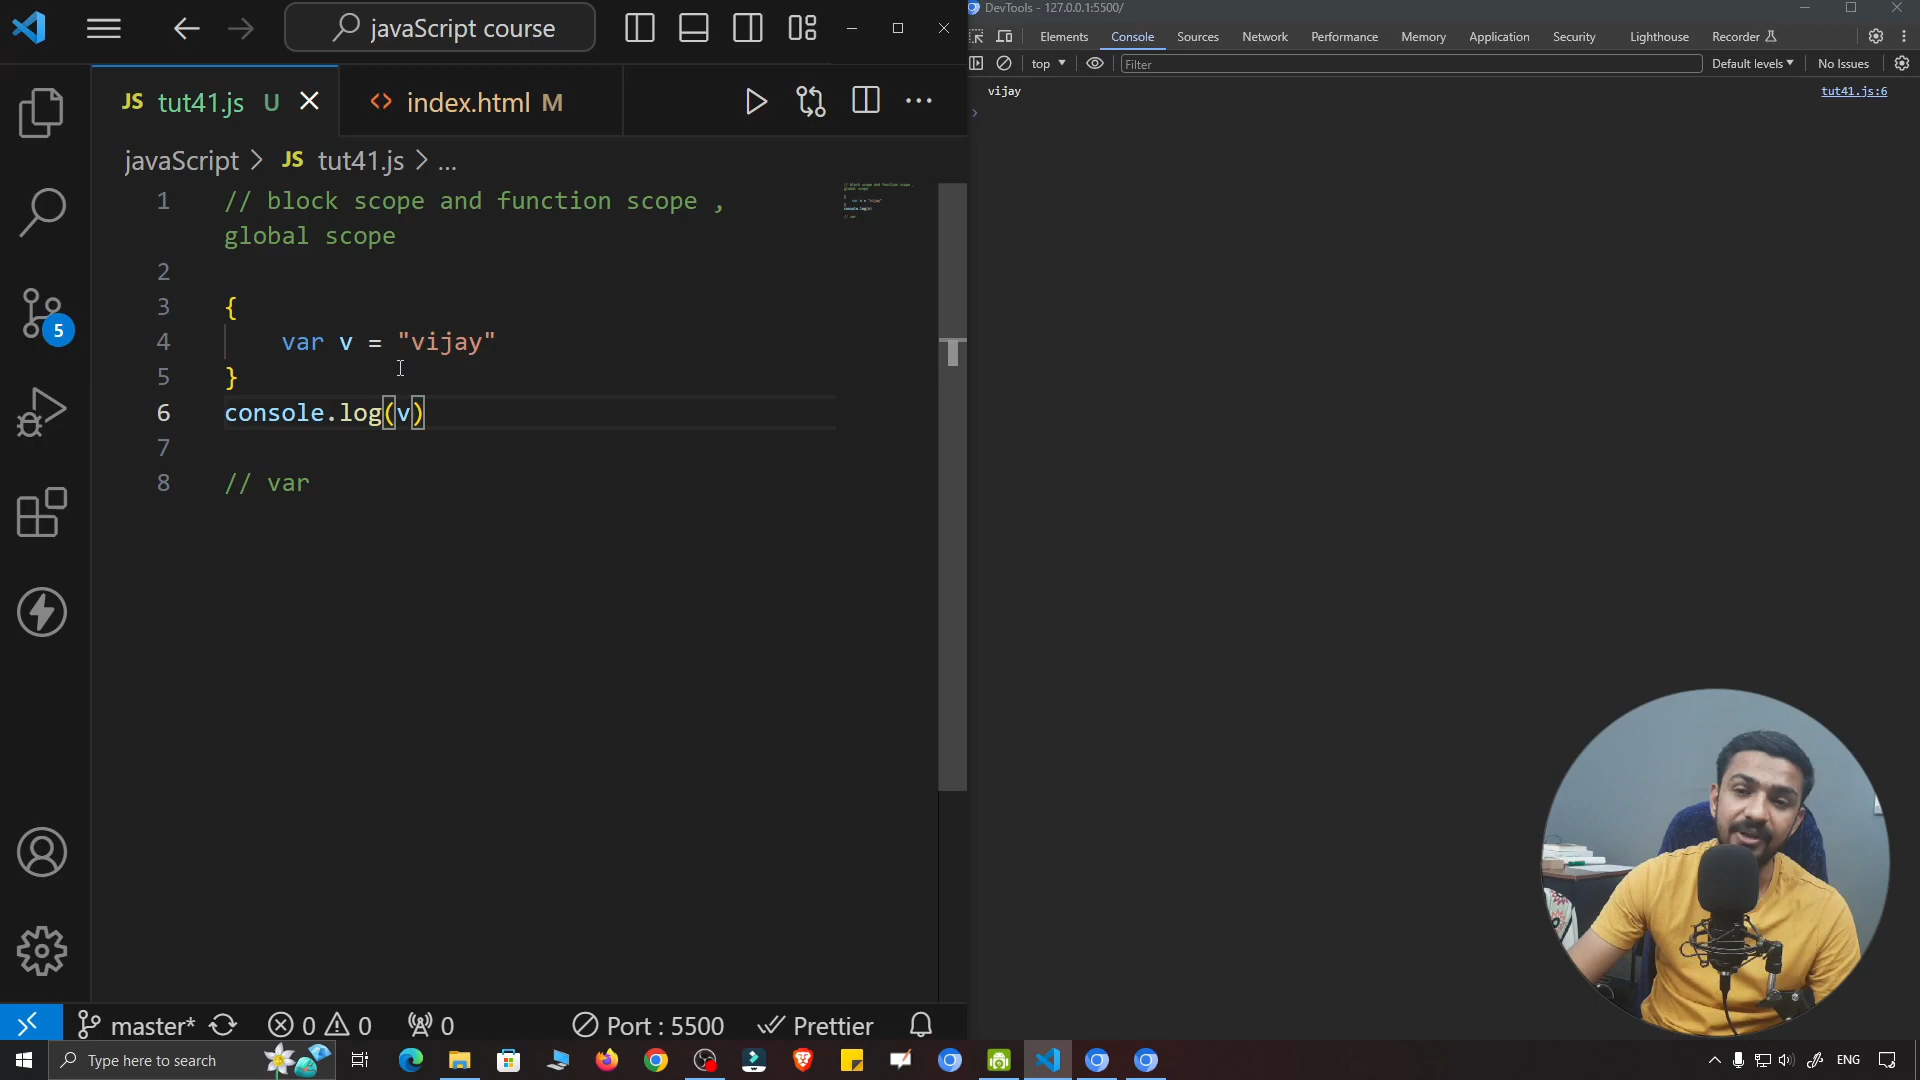 javaScript course
JS tut41.js U
<> index.html M
javaScript > JS tut41.js > ...
1 // block scope and function scope ,
global scope
2
3 {
4 var v = "vijay"
5 }
6 console.log(v)
7
8 // var
5
master* 0 0 0 Port : 5500 Prettier
DevTools - 127.0.0.1:5500/
Elements Console Sources Network Performance Memory Application Security Lighthouse Recorder
top Filter Default levels No Issues
vijay tut41.js:6
Type here to search
ENG